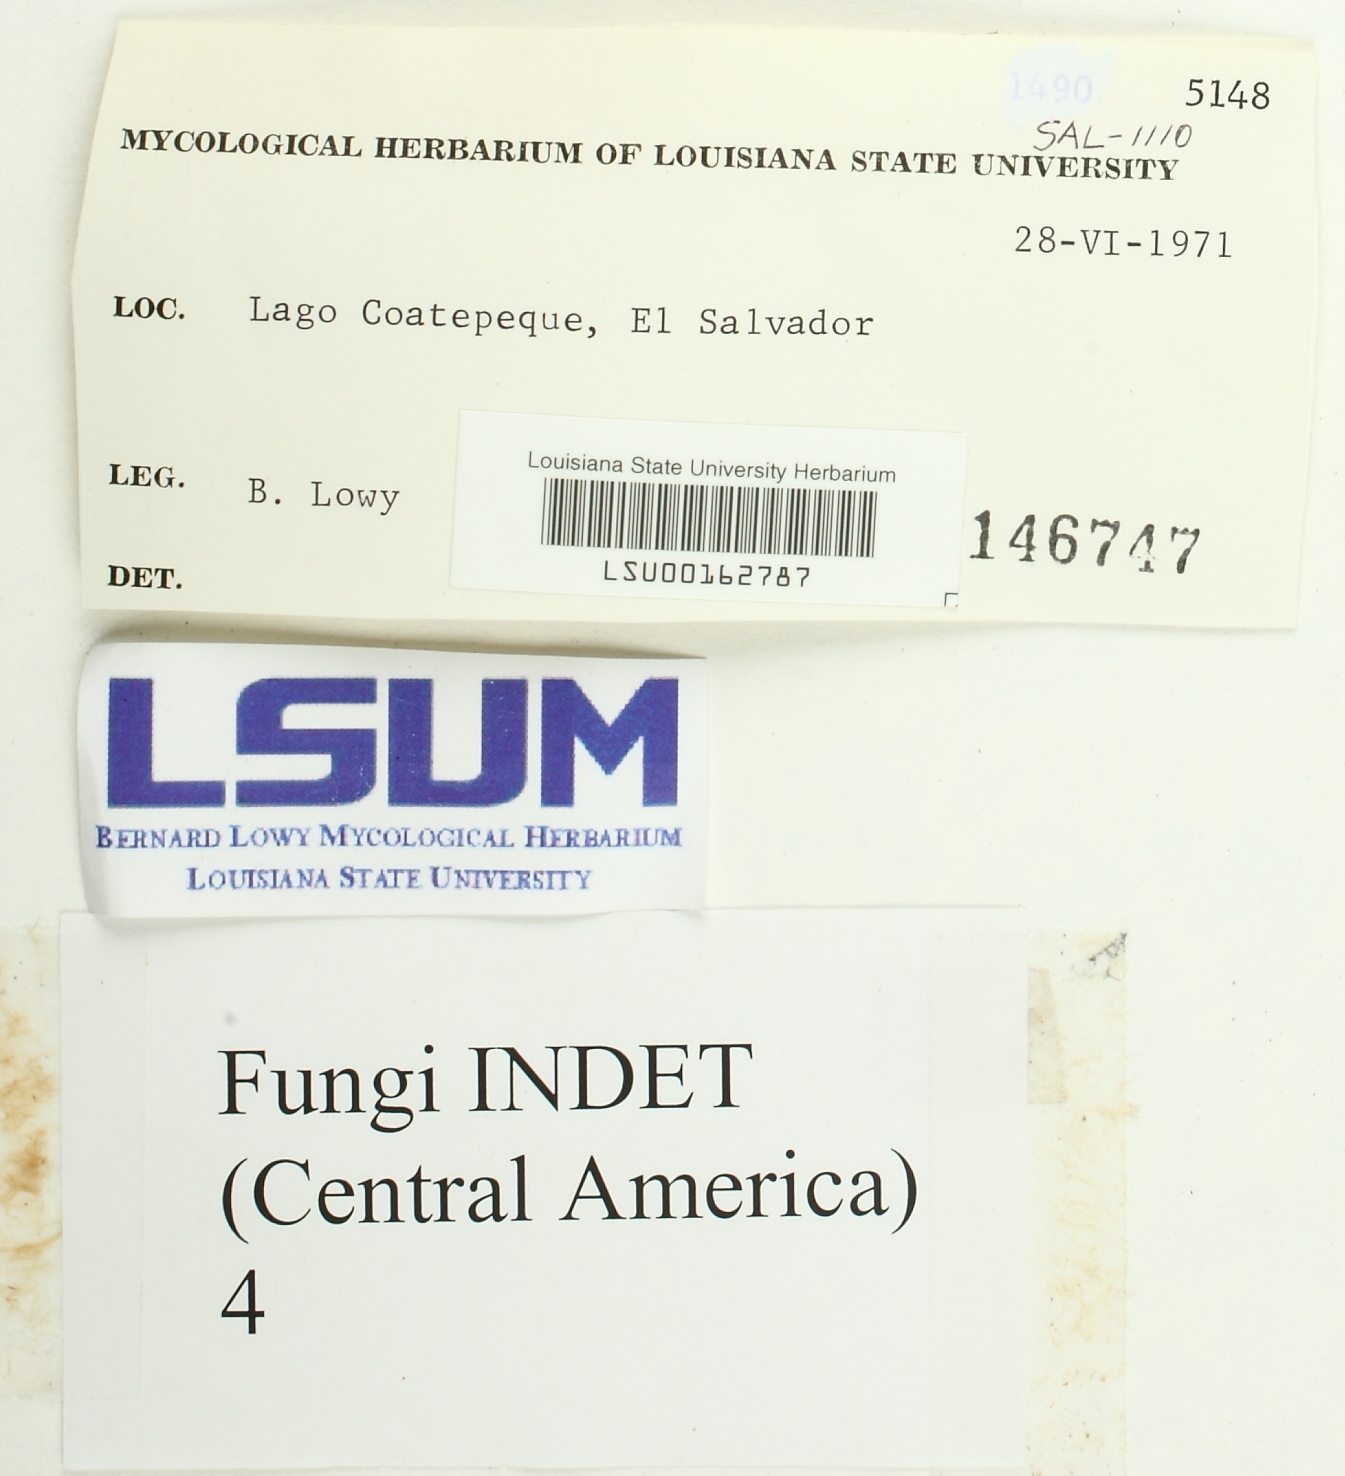 1490
5148
SAL-1110
MYCOLOGICAL HERBARIUM OF LOUISIANA STATE UNIVERSITY
28-VI-1971
LOC. Lago Coatepeque, El Salvador
LEG. B. Lowy
Louisiana State University Herbarium
LSU00162787
146747
DET.
LSUM
BERNARD LOWY MYCOLOGICAL HERBARIUM
LOUISIANA STATE UNIVERSITY
Fungi INDET
(Central America)
4